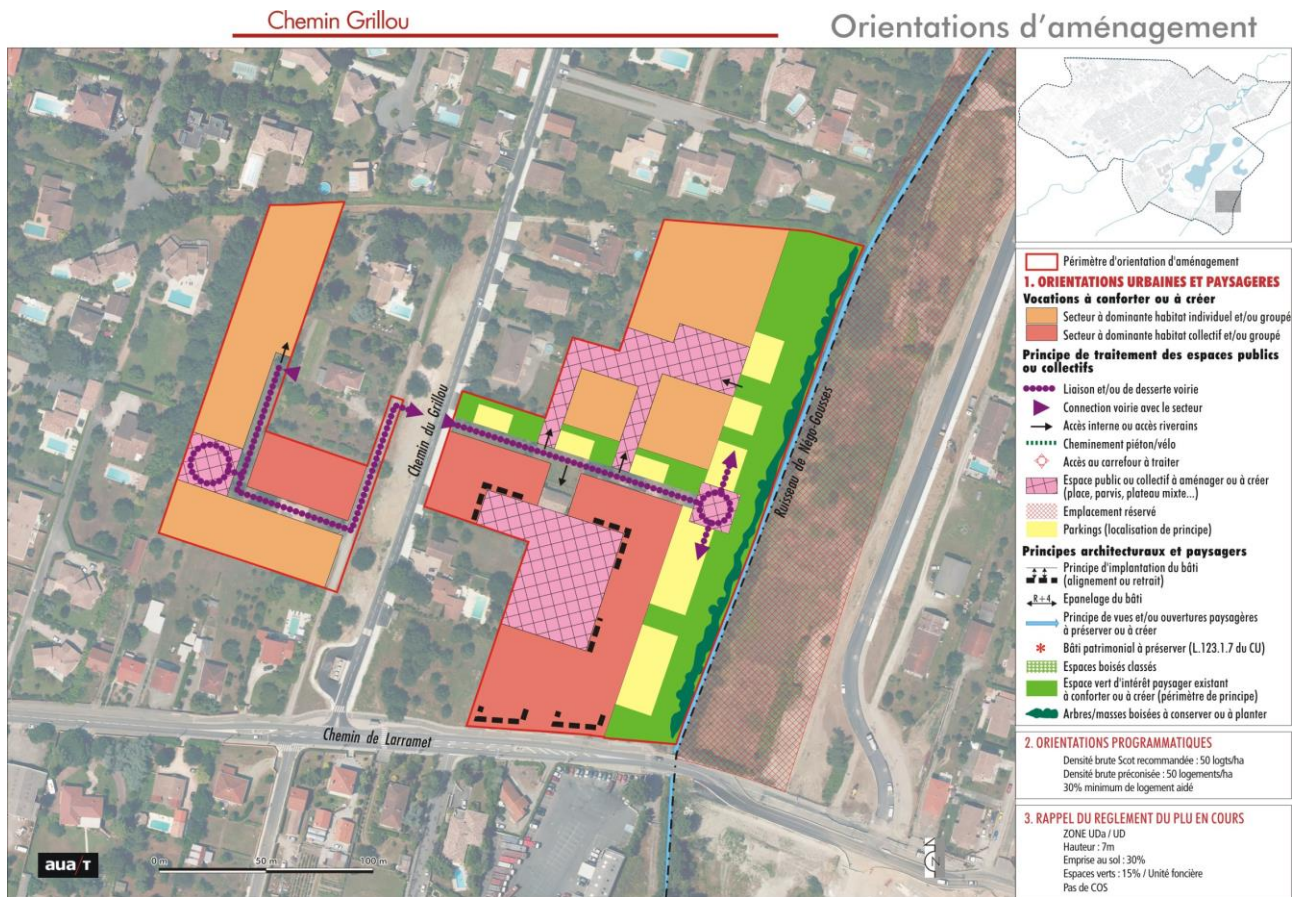 Chemin Grillou
Orientations d'aménagement
Chemin du Grillou
Ruisseau de Négo-Gousses
Chemin de Larramet
aua/T
0 m
50 m
100 m
Périmètre d'orientation d'aménagement
1. ORIENTATIONS URBAINES ET PAYSAGERES
Vocations à conforter ou à créer
Secteur à dominante habitat individuel et/ou groupé
Secteur à dominante habitat collectif et/ou groupé
Principe de traitement des espaces publics
ou collectifs
Liaison et/ou de desserte voirie
Connection voirie avec le secteur
Accès interne ou accès riverains
Cheminement piéton/vélo
Accès au carrefour à traiter
Espace public ou collectif à aménager ou à créer
(place, parvis, plateau mixte...)
Emplacement réservé
Parkings (localisation de principe)
Principes architecturaux et paysagers
Principe d'implantation du bâti
(alignement ou retrait)
R+4
Epanelage du bâti
Principe de vues et/ou ouvertures paysagères
à préserver ou à créer
Bâti patrimonial à préserver (L.123.1.7 du CU)
Espaces boisés classés
Espace vert d'intérêt paysager existant
à conforter ou à créer (périmètre de principe)
Arbres/masses boisées à conserver ou à planter
2. ORIENTATIONS PROGRAMMATIQUES
Densité brute Scot recommandée : 50 logts/ha
Densité brute préconisée : 50 logements/ha
30% minimum de logement aidé
3. RAPPEL DU REGLEMENT DU PLU EN COURS
ZONE UDa / UD
Hauteur : 7m
Emprise au sol : 30%
Espaces verts : 15% / Unité foncière
Pas de COS